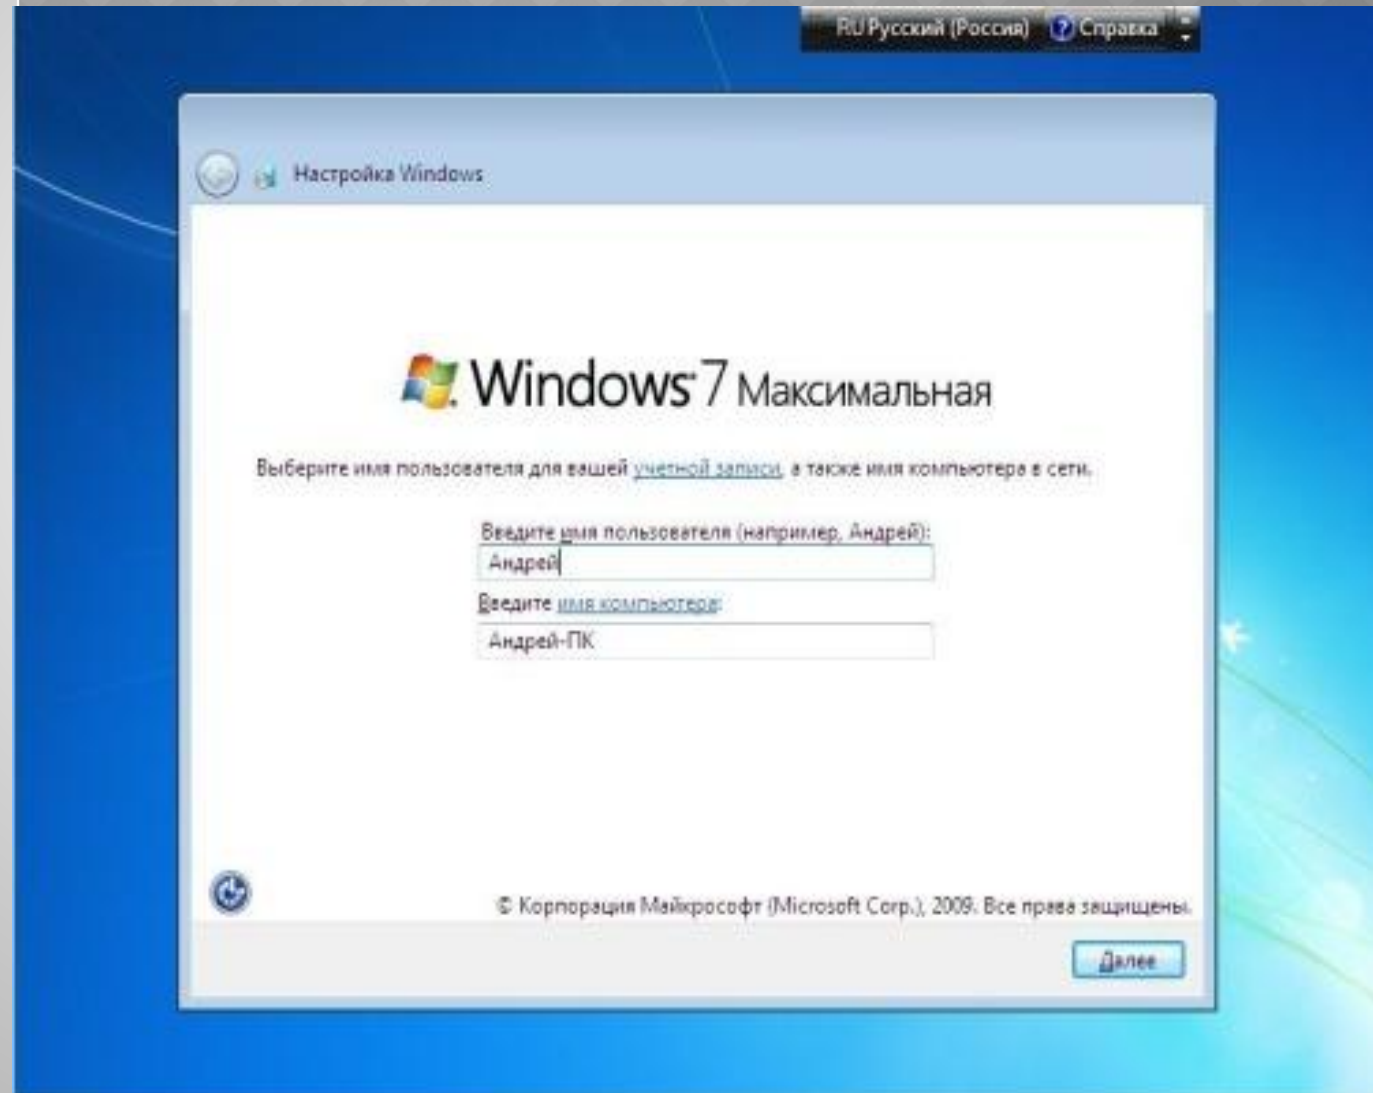 RU Русский (Россия) ? Справка
Настройка Windows
Windows 7 Максимальная
Выберите имя пользователя для вашей учетной записи, а также имя компьютера в сети.
Введите имя пользователя (например, Андрей):
Андрей
Введите имя компьютера:
Андрей-ПК
© Корпорация Майкрософт (Microsoft Corp.), 2009. Все права защищены.
Далее